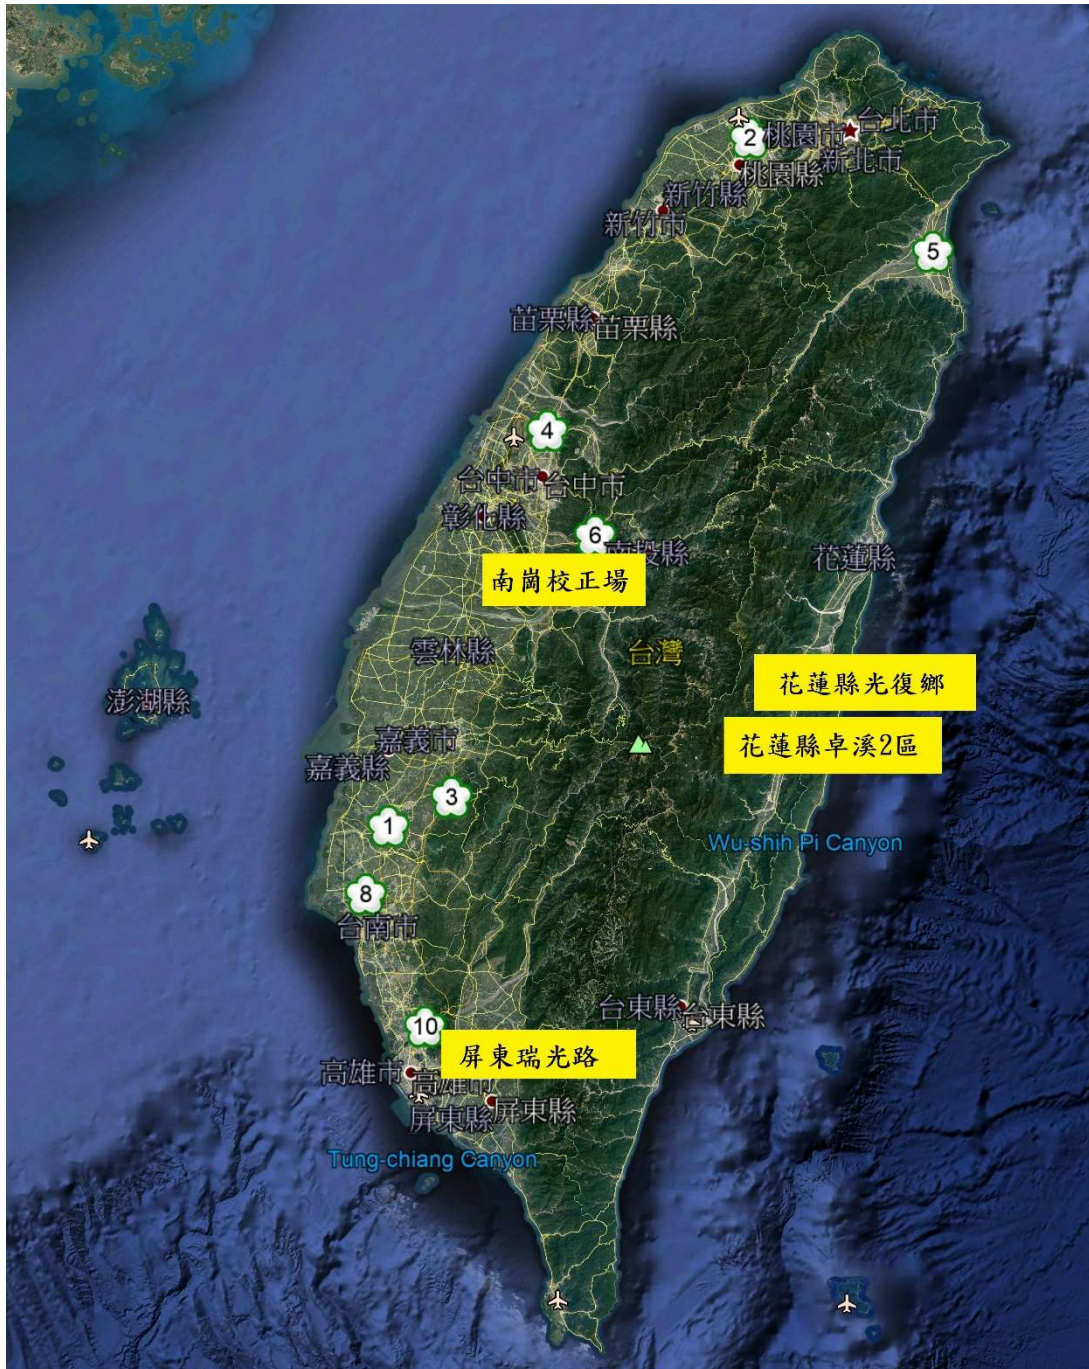 台北市
2
桃園市
新北市
桃園縣
新竹縣
新竹市
5
苗栗縣
苗栗縣
4
台中市
台中市
彰化縣
6
南投縣
花蓮縣
南崗校正場
雲林縣
台灣
花蓮縣光復鄉
澎湖縣
花蓮縣卓溪2區
嘉義市
嘉義縣
3
1
Wu-shih Pi Canyon
8
台南市
台東縣
台東縣
10
屏東瑞光路
高雄市
高雄市
屏東縣
屏東縣
Tung-chiang Canyon